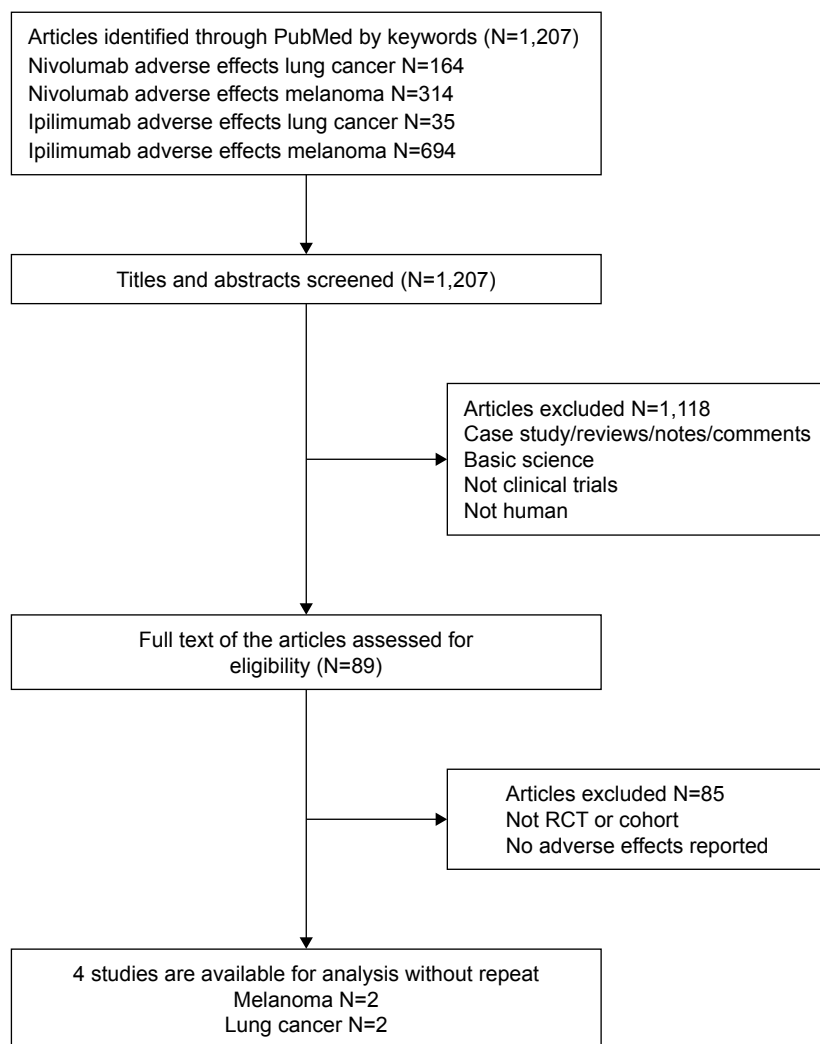 Articles identified through PubMed by keywords (N=1,207)
Nivolumab adverse effects lung cancer N=164
Nivolumab adverse effects melanoma N=314
Ipilimumab adverse effects lung cancer N=35
Ipilimumab adverse effects melanoma N=694
Titles and abstracts screened (N=1,207)
Articles excluded N=1,118
Case study/reviews/notes/comments
Basic science
Not clinical trials
Not human
Full text of the articles assessed for
eligibility (N=89)
Articles excluded N=85
Not RCT or cohort
No adverse effects reported
4 studies are available for analysis without repeat
Melanoma N=2
Lung cancer N=2